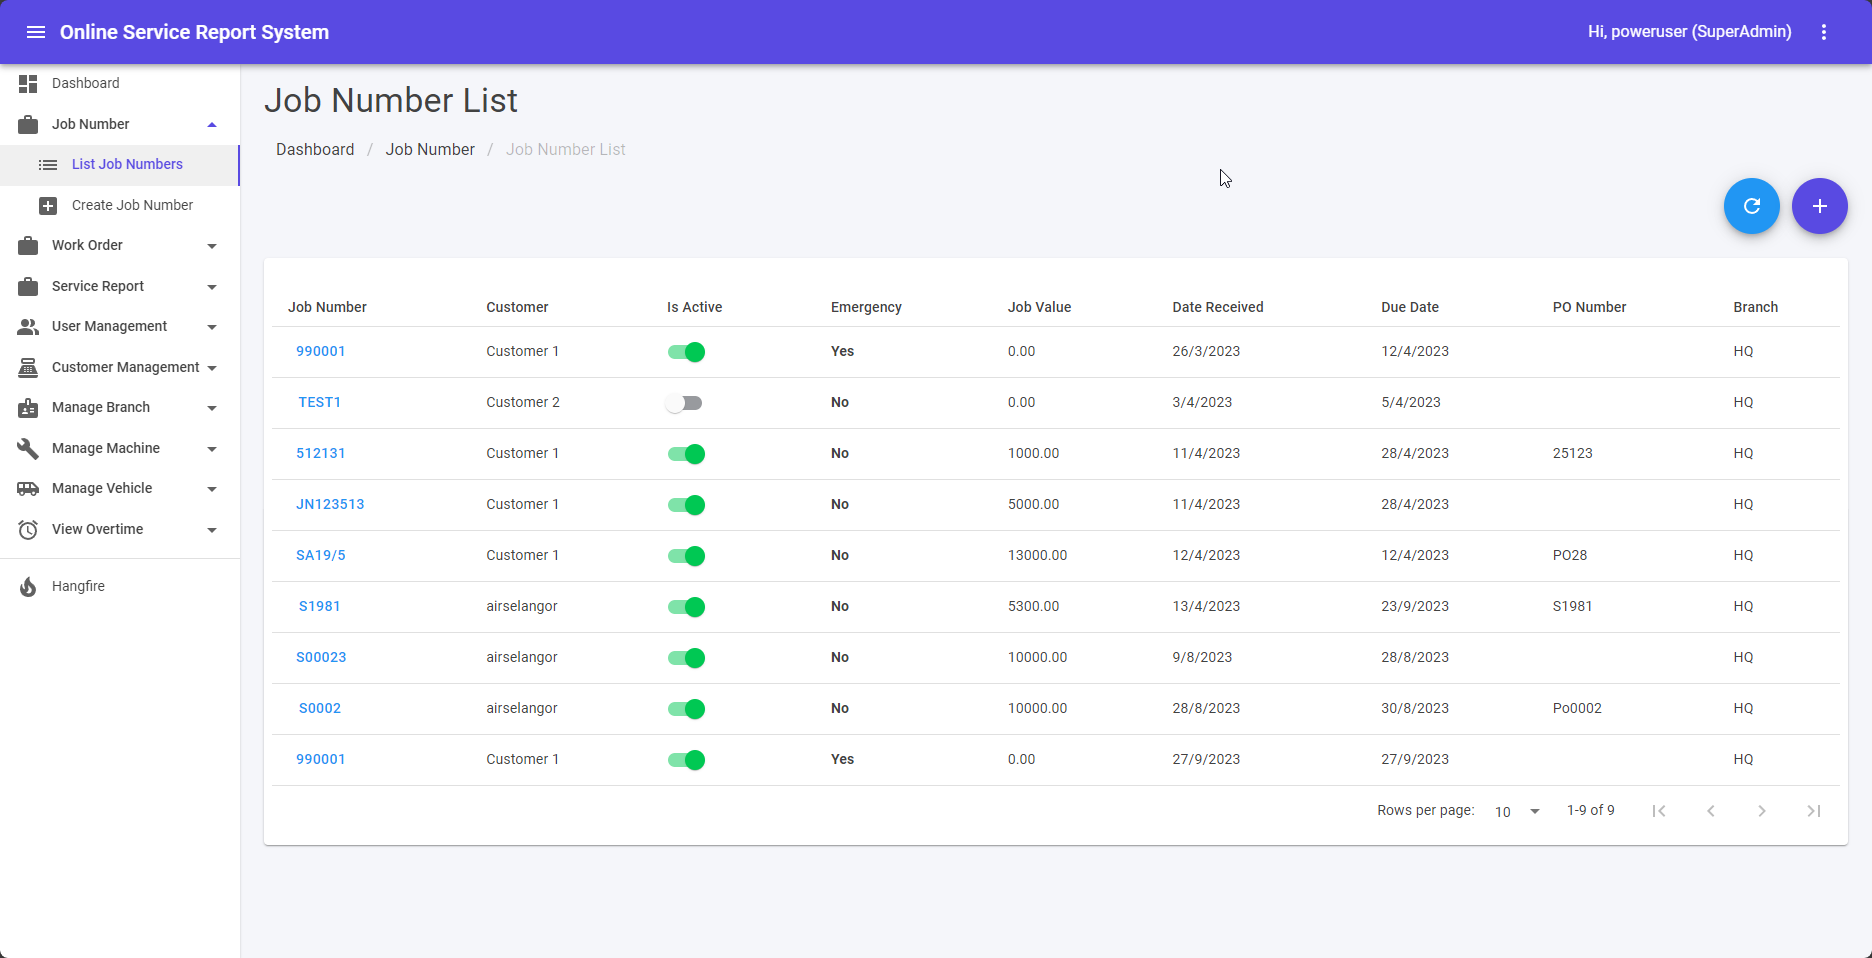 Online Service Report System
Hi, poweruser (SuperAdmin)
Dashboard
Job Number
List Job Numbers
Create Job Number
Work Order
Service Report
User Management
Customer Management
Manage Branch
Manage Machine
Manage Vehicle
View Overtime
Hangfire
Job Number List
Dashboard / Job Number / Job Number List
Job Number Customer Is Active Emergency Job Value Date Received Due Date PO Number Branch
990001 Customer 1 Yes 0.00 26/3/2023 12/4/2023 HQ
TEST1 Customer 2 No 0.00 3/4/2023 5/4/2023 HQ
512131 Customer 1 No 1000.00 11/4/2023 28/4/2023 25123 HQ
JN123513 Customer 1 No 5000.00 11/4/2023 28/4/2023 HQ
SA19/5 Customer 1 No 13000.00 12/4/2023 12/4/2023 PO28 HQ
S1981 airselangor No 5300.00 13/4/2023 23/9/2023 S1981 HQ
S00023 airselangor No 10000.00 9/8/2023 28/8/2023 HQ
S0002 airselangor No 10000.00 28/8/2023 30/8/2023 Po0002 HQ
990001 Customer 1 Yes 0.00 27/9/2023 27/9/2023 HQ
Rows per page: 10 1-9 of 9